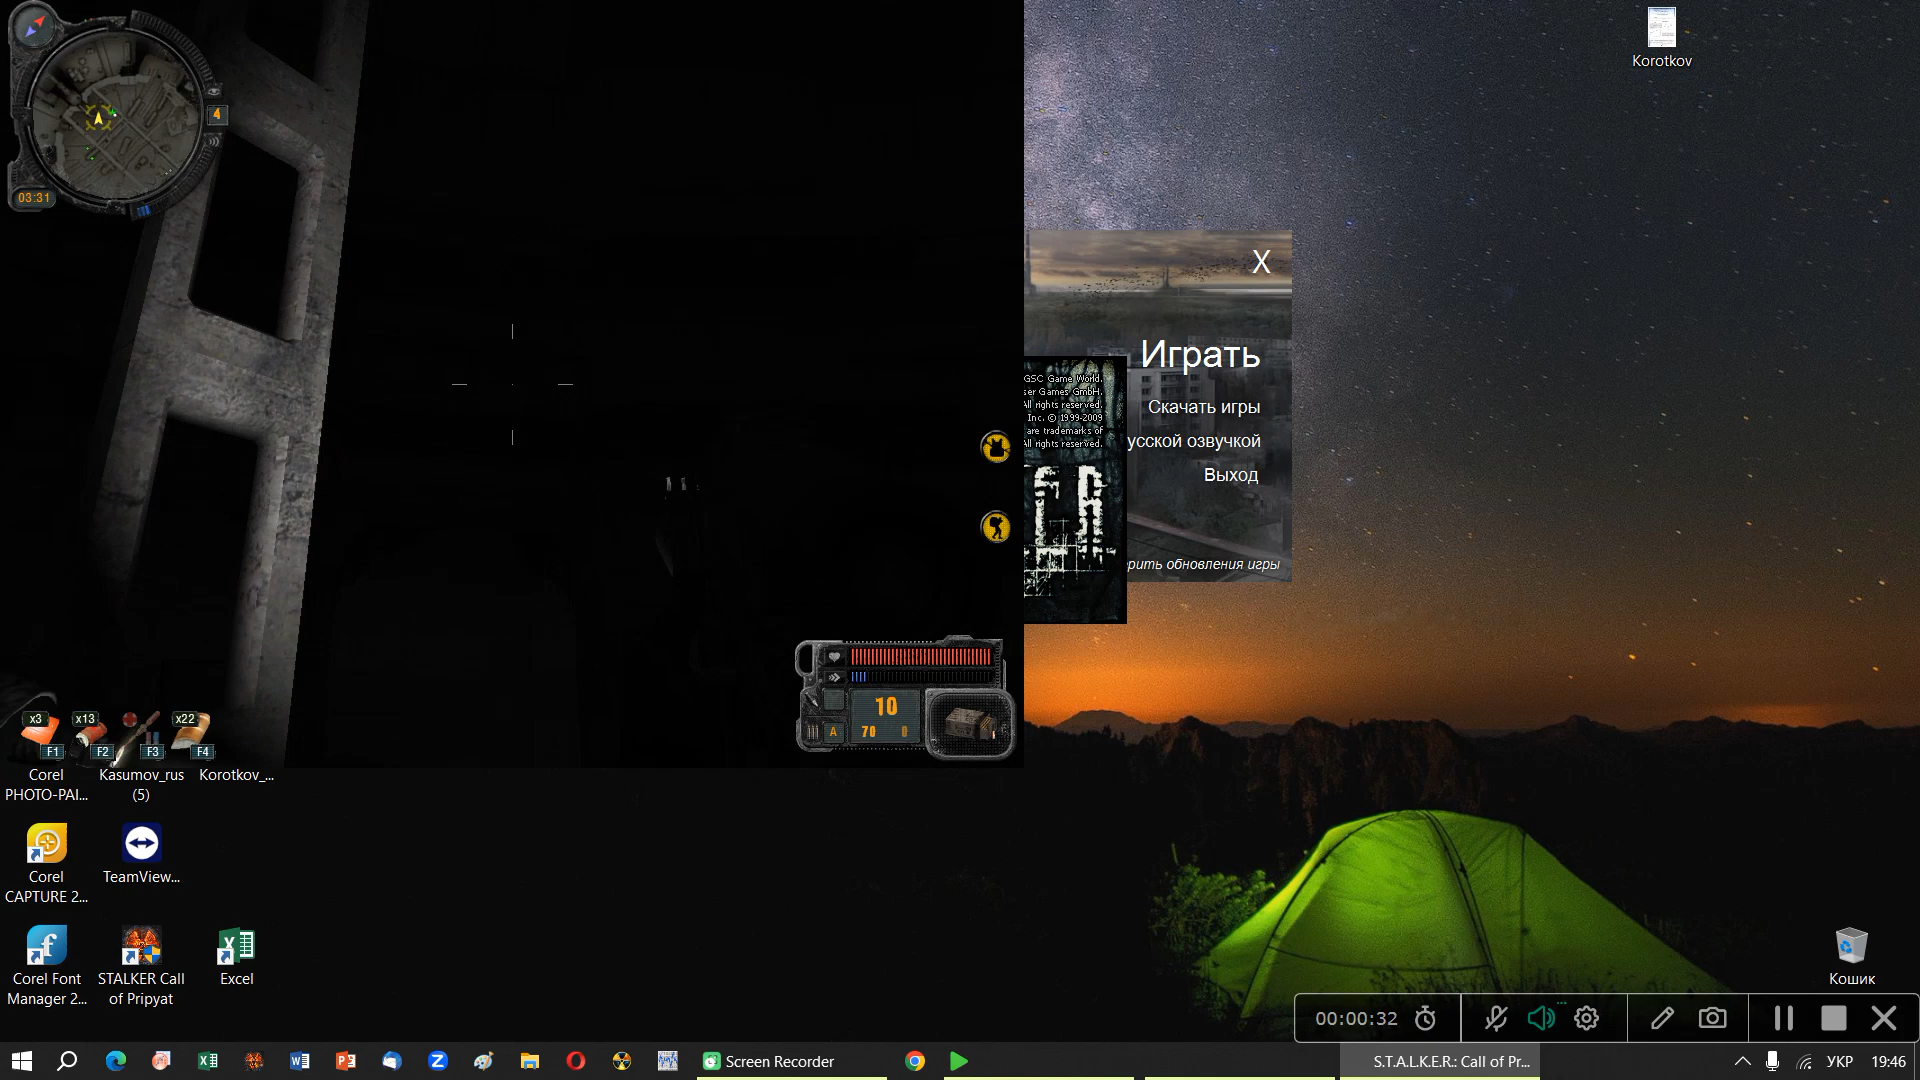 4
03:31
x3
x13
x22
F1
F2
F3
F4
10
A
70
0
GSC Game World.
ser Games GmbH.
All rights reserved.
Inc. © 1999-2009
are trademarks of
All rights reserved.
X
Играть
Скачать игры
усской озвучкой
Выход
рить обновления игры
Korotkov
Corel
PHOTO-PAI...
Kasumov_rus
(5)
Korotkov_...
Corel
CAPTURE 2...
TeamView...
Corel Font
Manager 2...
STALKER Call
of Pripyat
Excel
Кошик
00:00:32
Screen Recorder
S.T.A.L.K.E.R.: Call of Pr...
УКР
19:46